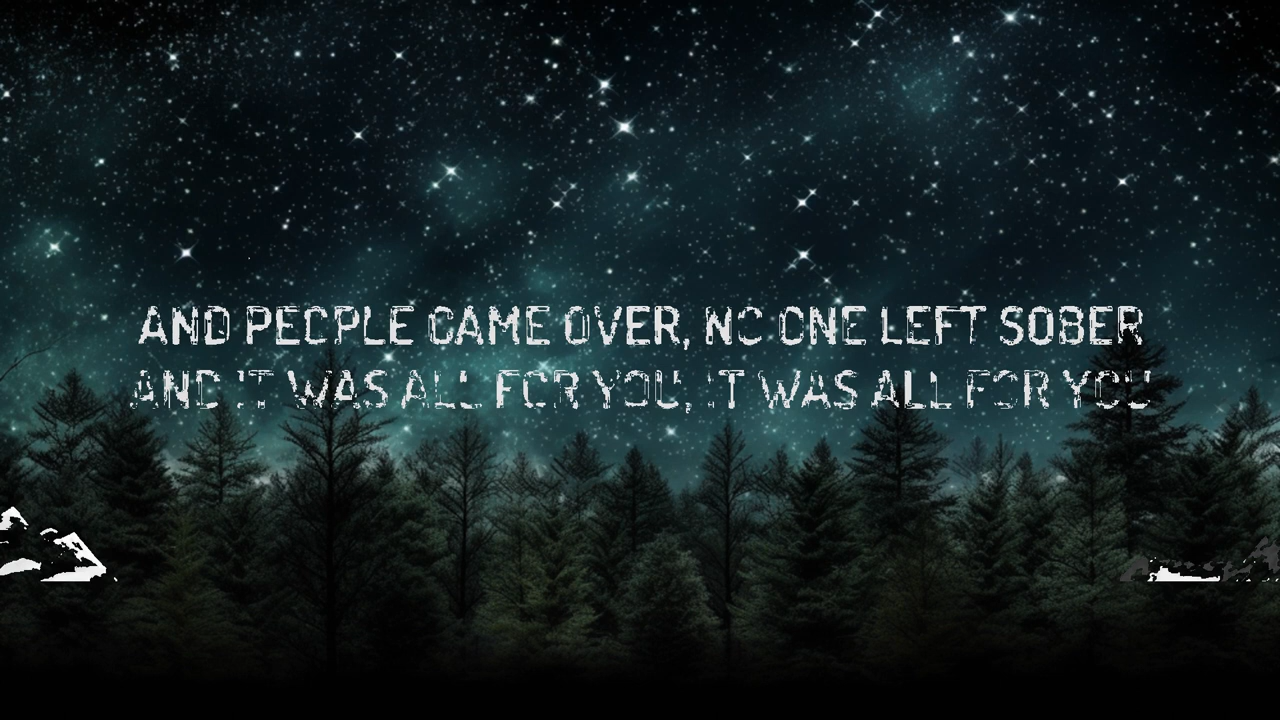 AND PEOPLE CAME OVER, NO ONE LEFT SOBER
AND IT WAS ALL FOR YOU, IT WAS ALL FOR YOU